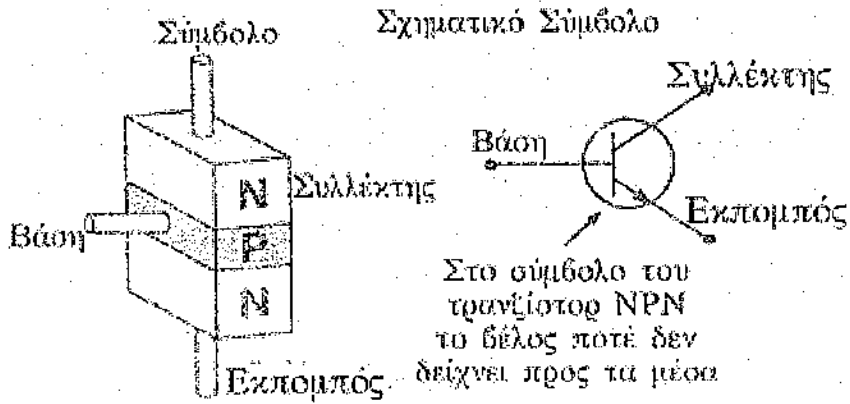 Σύμβολο
Σχηματικό Σύμβολο
Συλλέκτης
Βάση
N
Συλλέκτης
Βάση
P
Εκπομπός
N
Στο σύμβολο του
τρανζίστορ NPN
το βέλος ποτέ δεν
δείχνει προς τα μέσα
Εκπομπός